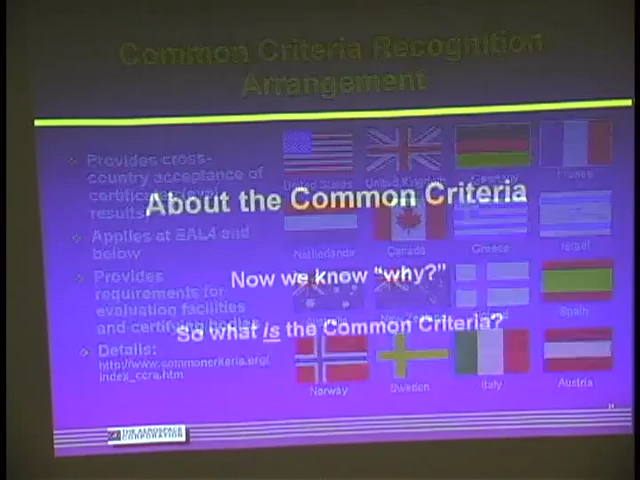 Common Criteria Recognition
Arrangement
Provides cross-
country acceptance of
results
Applies at EAL4 and
below
Provides
requirements for
evaluation facilities
and certifying bodies
Details:
http://www.commoncriteria.org/
index_ccra.htm
About the Common Criteria
Now we know "why?"
So what is the Common Criteria?
United States
United Kingdom
Germany
France
Netherlands
Canada
Greece
Israel
Spain
Norway
Sweden
Italy
Austria
THE AEROSPACE
CORPORATION